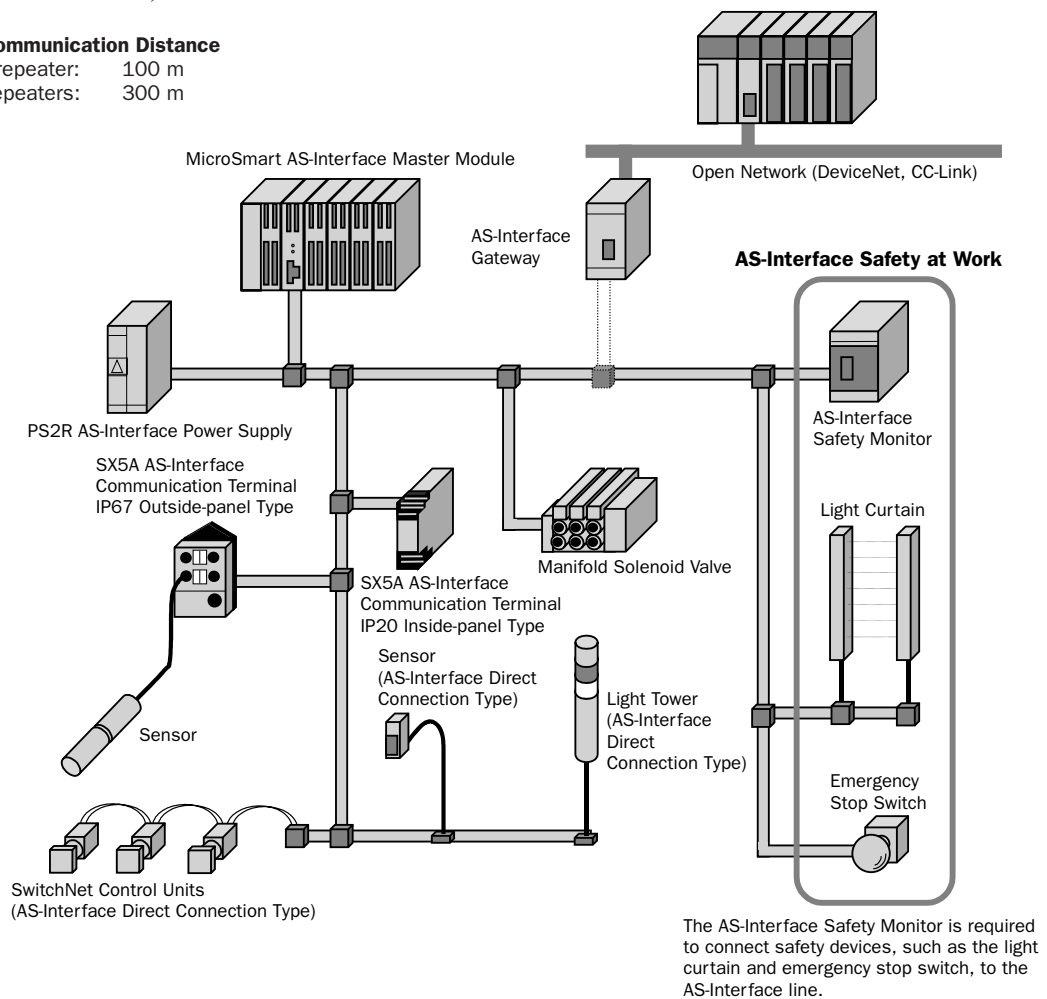 Communication Distance
repeater: 100 m
repeaters: 300 m
MicroSmart AS-Interface Master Module
Open Network (DeviceNet, CC-Link)
AS-Interface
Gateway
AS-Interface Safety at Work
PS2R AS-Interface Power Supply
AS-Interface
Safety Monitor
SX5A AS-Interface
Communication Terminal
IP67 Outside-panel Type
Light Curtain
Manifold Solenoid Valve
SX5A AS-Interface
Communication Terminal
IP20 Inside-panel Type
Sensor
(AS-Interface Direct
Connection Type)
Light Tower
(AS-Interface
Direct
Connection Type)
Sensor
Emergency
Stop Switch
SwitchNet Control Units
(AS-Interface Direct Connection Type)
The AS-Interface Safety Monitor is required
to connect safety devices, such as the light
curtain and emergency stop switch, to the
AS-Interface line.